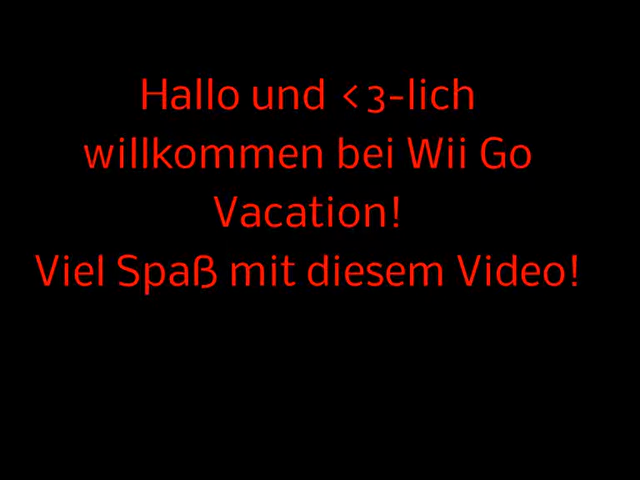 Hallo und <3-lich
willkommen bei Wii Go
Vacation!
Viel Spaß mit diesem Video!